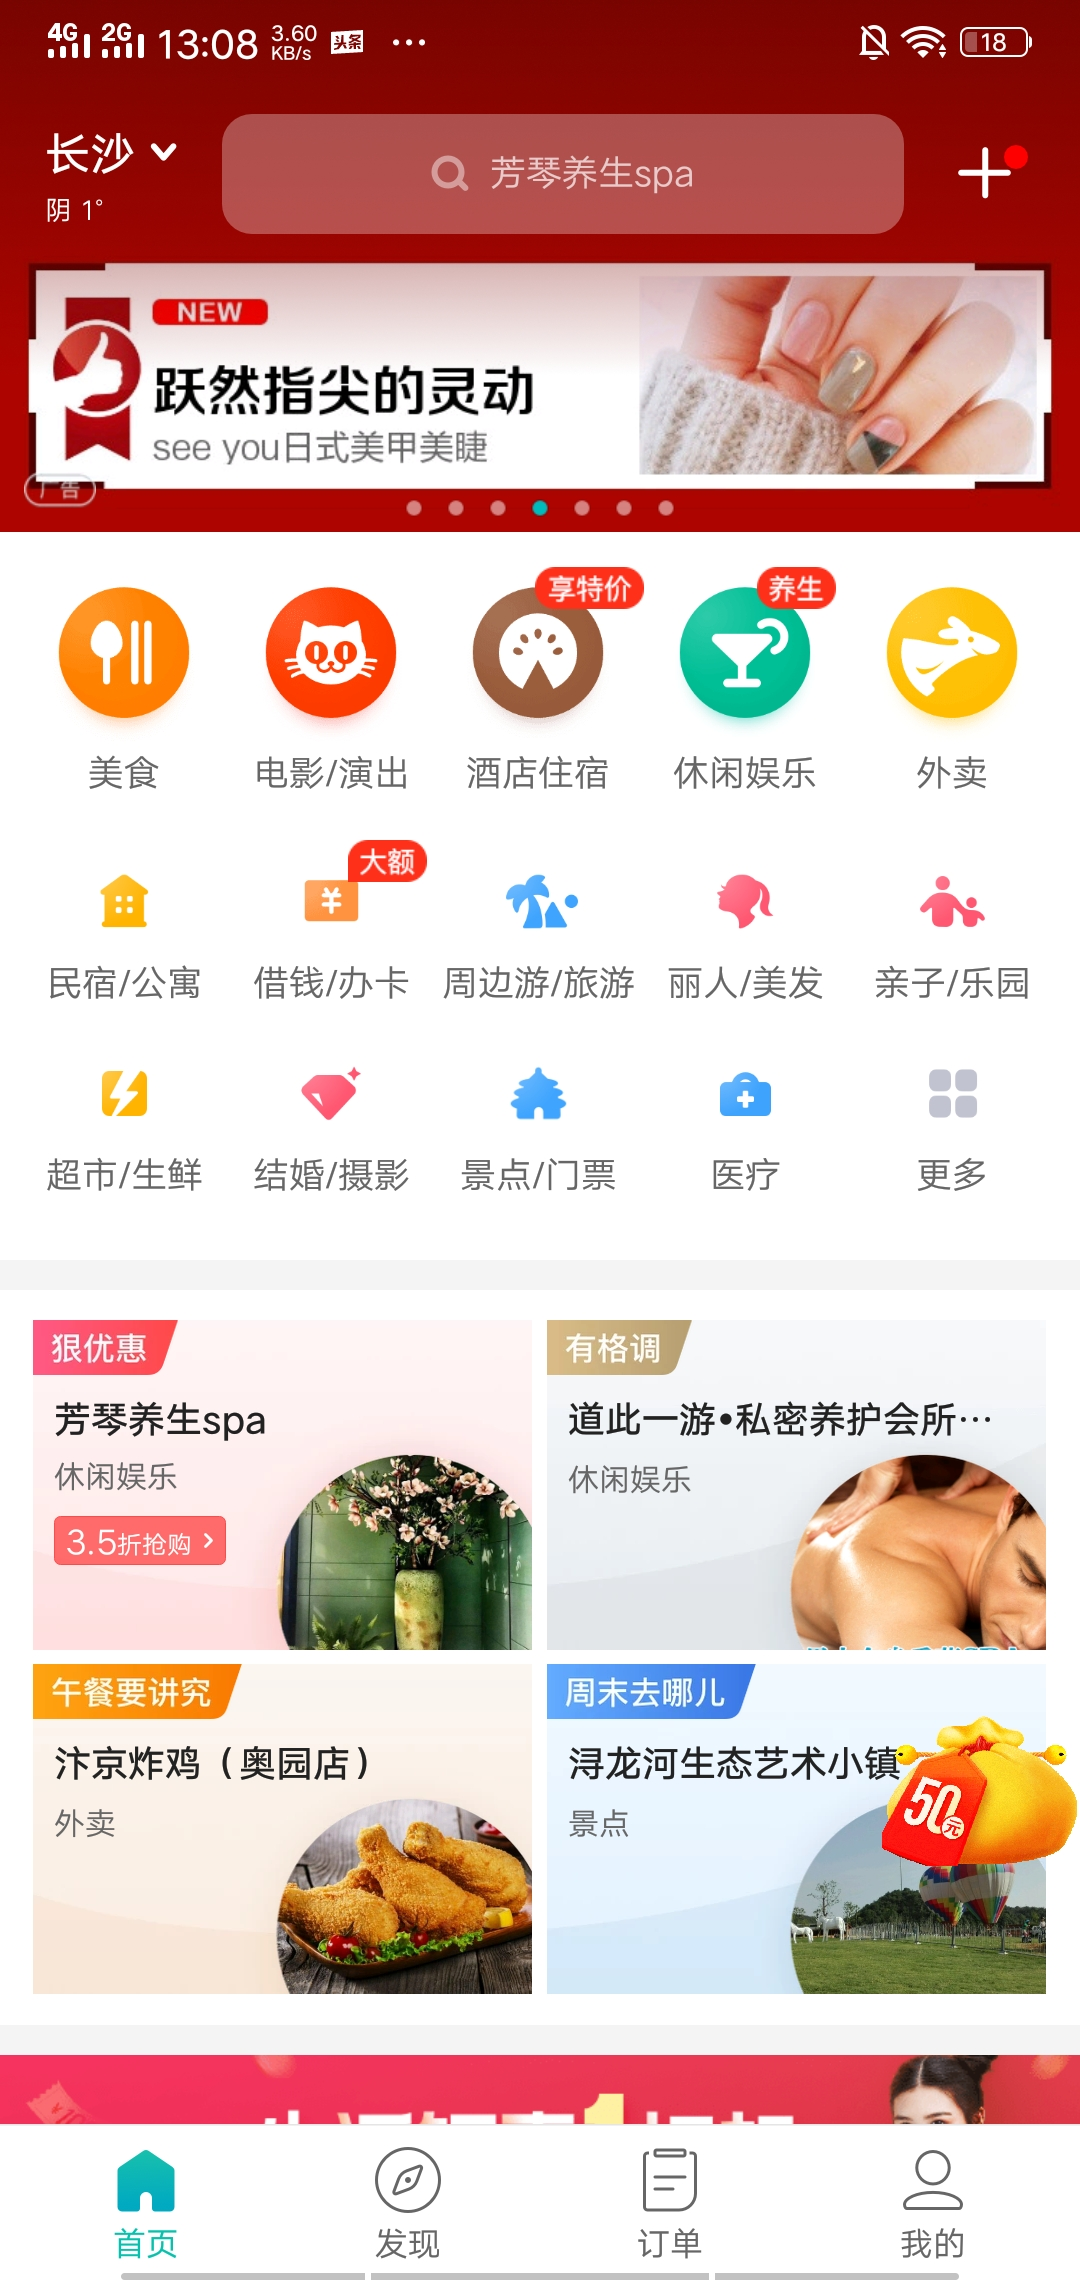 4G 2G 13:08 3.60 KB/s 头条 ··· 18
长沙
阴 1°
芳琴养生spa
NEW
跃然指尖的灵动
see you日式美甲美睫
广告
享特价 养生
美食 电影/演出 酒店住宿 休闲娱乐 外卖
大额
民宿/公寓 借钱/办卡 周边游/旅游 丽人/美发 亲子/乐园
超市/生鲜 结婚/摄影 景点/门票 医疗 更多
狠优惠
芳琴养生spa
休闲娱乐
3.5折抢购 >
有格调
道此一游•私密养护会所···
休闲娱乐
午餐要讲究
汴京炸鸡（奥园店）
外卖
周末去哪儿
浔龙河生态艺术小镇
景点
50元
首页 发现 订单 我的